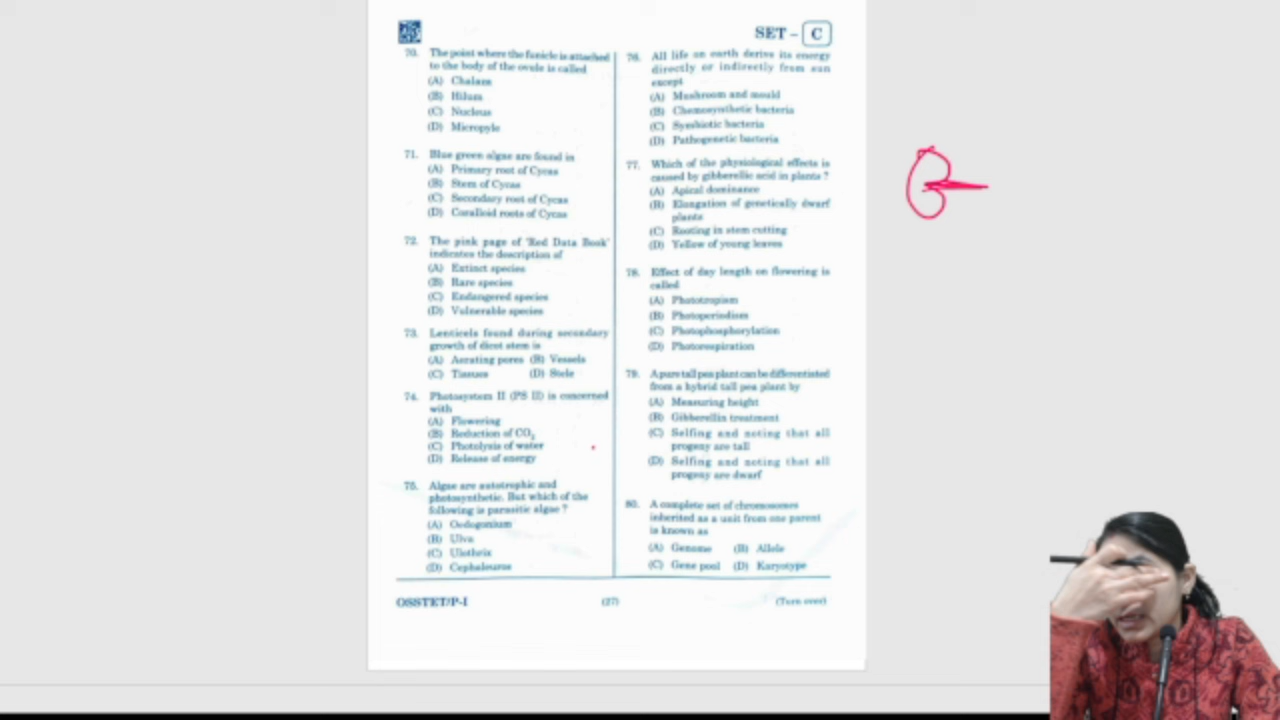 SET – C
70. The point where the funicle is attached
to the body of the ovule is called
(A) Chalaza
(B) Hilum
(C) Nucleus
(D) Micropyle
71. Blue green algae are found in
(A) Primary root of Cycas
(B) Stem of Cycas
(C) Secondary root of Cycas
(D) Coralloid roots of Cycas
72. The pink page of 'Red Data Book'
indicates the description of
(A) Extinct species
(B) Rare species
(C) Endangered species
(D) Vulnerable species
73. Lenticels found during secondary
growth of dicot stem is
(A) Aerating pores (B) Vessels
(C) Tissues (D) Stele
74. Photosystem II (PS II) is concerned
with
(A) Flowering
(B) Reduction of CO₂
(C) Photolysis of water
(D) Release of energy
75. Algae are autotrophic and
photosynthetic. But which of the
following is parasitic algae ?
(A) Oedogonium
(B) Ulva
(C) Ulothrix
(D) Cephaleuros
76. All life on earth derive its energy
directly or indirectly from sun
except
(A) Mushroom and mould
(B) Chemosynthetic bacteria
(C) Symbiotic bacteria
(D) Pathogenetic bacteria
77. Which of the physiological effects is
caused by gibberellic acid in plants ?
(A) Apical dominance
(B) Elongation of genetically dwarf
plants
(C) Rooting in stem cutting
(D) Yellow of young leaves
78. Effect of day length on flowering is
called
(A) Phototropism
(B) Photoperiodism
(C) Photophosphorylation
(D) Photorespiration
79. A pure tall pea plant can be differentiated
from a hybrid tall pea plant by
(A) Measuring height
(B) Gibberellin treatment
(C) Selfing and noting that all
progeny are tall
(D) Selfing and noting that all
progeny are dwarf
80. A complete set of chromosomes
inherited as a unit from one parent
is known as
(A) Genome (B) Allele
(C) Gene pool (D) Karyotype
OSSTET/P-I (27) (Turn over)